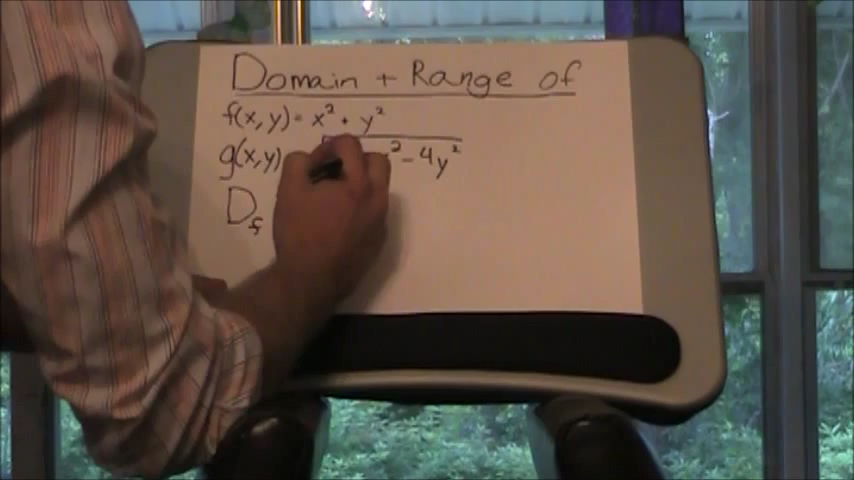 Domain + Range of
f(x,y) = x² + y²
g(x,y) ² - 4y²
D_f